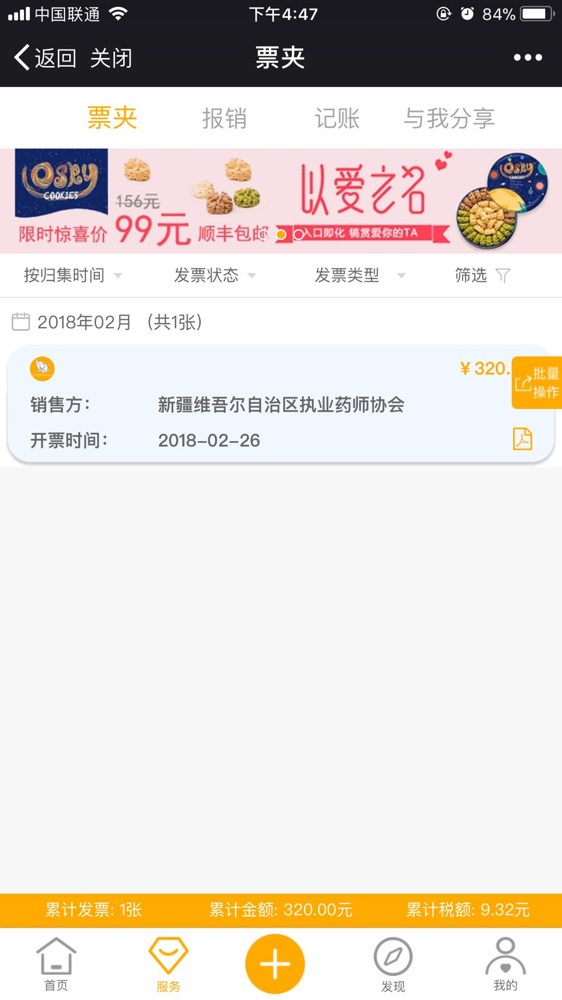 中国联通 下午4:47 84%
返回 关闭 票夹
票夹 报销 记账 与我分享
Osky
COOKIES
156元
限时惊喜价 99元 顺丰包邮
以爱之名
入口即化 犒赏爱你的TA
Osky
COOKIES
按归集时间 发票状态 发票类型 筛选
2018年02月 （共1张）
¥ 320.
批量
操作
销售方： 新疆维吾尔自治区执业药师协会
开票时间： 2018-02-26
累计发票: 1张 累计金额: 320.00元 累计税额: 9.32元
首页 服务 发现 我的